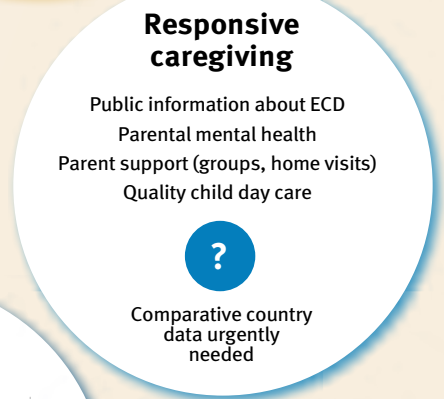 Responsive
caregiving
Public information about ECD
Parental mental health
Parent support (groups, home visits)
Quality child day care
?
Comparative country
data urgently
needed